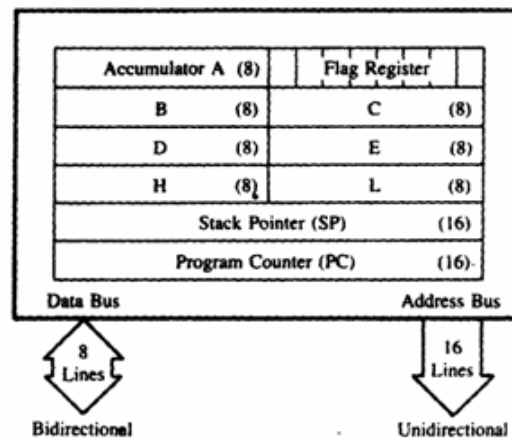 Accumulator A (8) Flag Register
B (8) C (8)
D (8) E (8)
H (8) L (8)
Stack Pointer (SP) (16)
Program Counter (PC) (16)
Data Bus Address Bus
8 Lines 16 Lines
Bidirectional Unidirectional